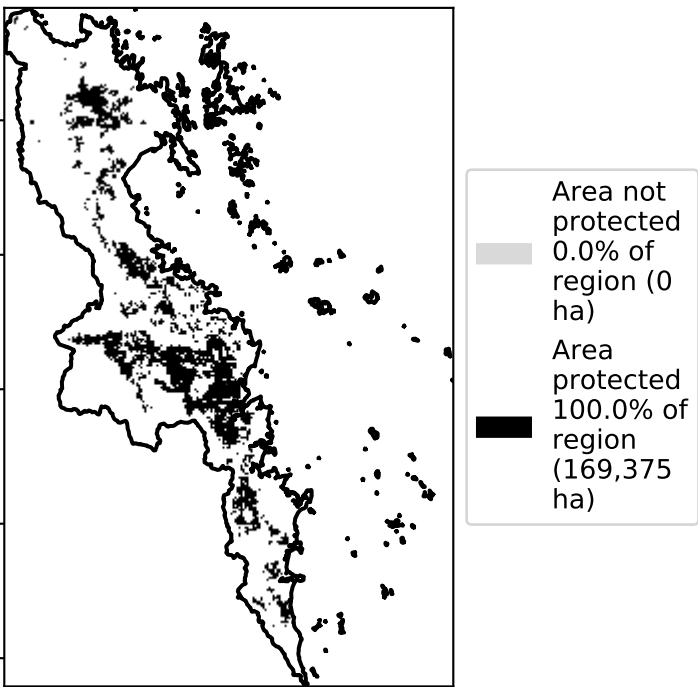 Area not
protected
0.0% of
region (0
ha)
Area
protected
100.0% of
region
(169,375
ha)